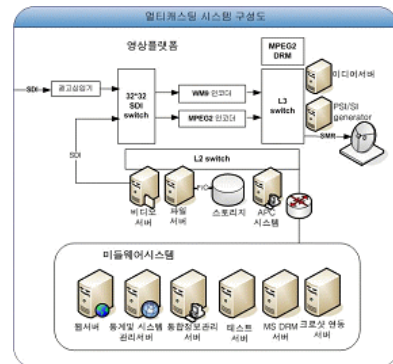 멀티캐스팅 시스템 구성도
영상플랫폼
MPEG2
DRM
SDI
광고삽입기
32*32
SDI
switch
WM9 인코더
MPEG2 인코더
L3
switch
미디어서버
PSI/SI
generator
SMR
SDI
L2 switch
FC
비디오
서버
파일
서버
스토리지
APC
시스템
미들웨어시스템
웹서버
통계및 시스템
관리서버
통합정보관리
서버
테스트
서버
MS DRM
서버
크로샷 연동
서버